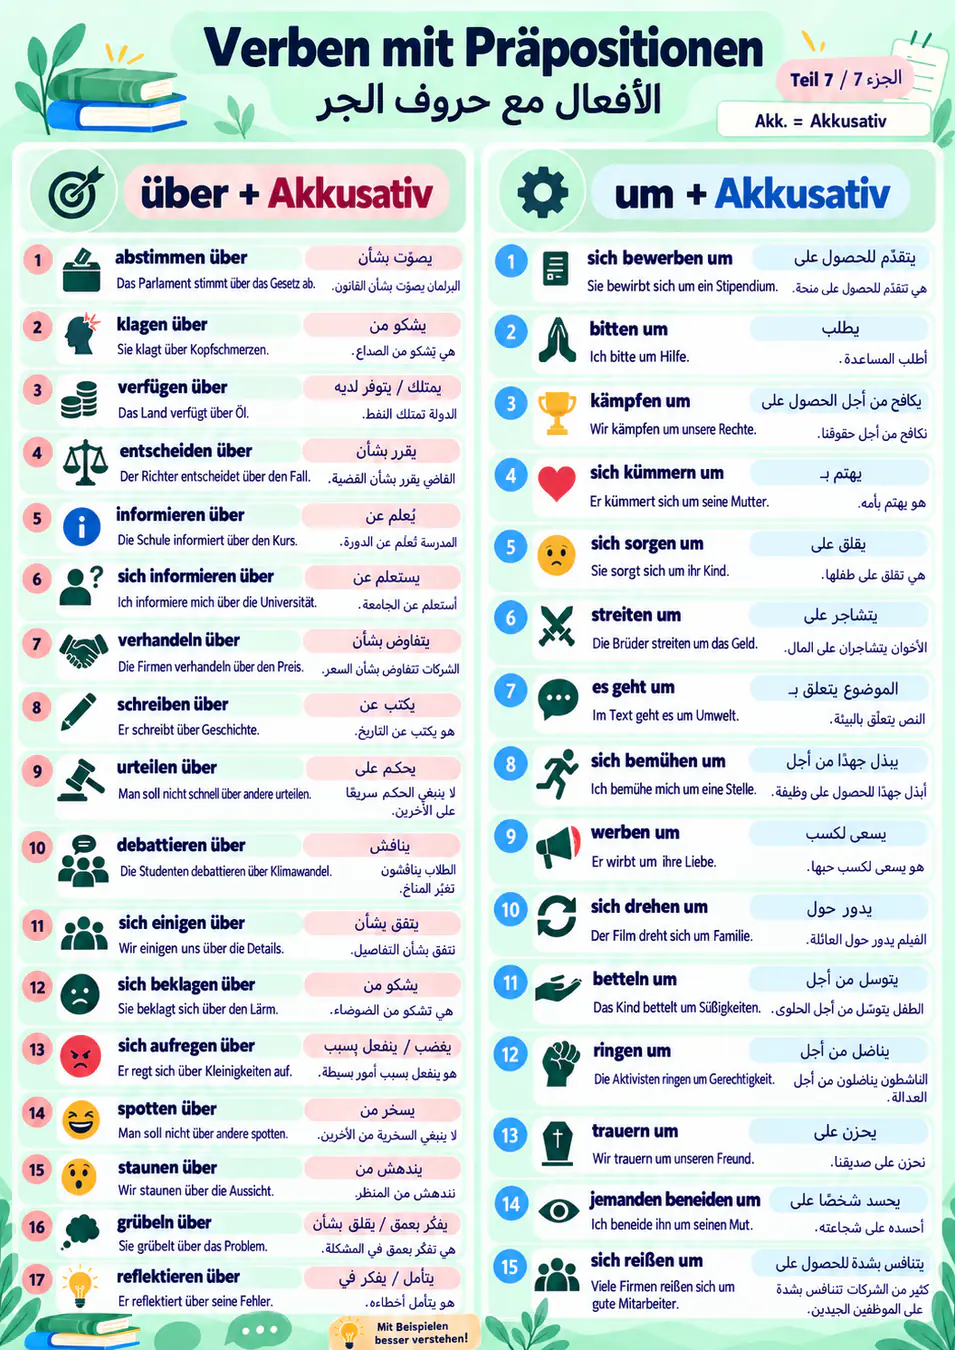 Verben mit Präpositionen
الأفعال مع حروف الجر
Teil 7 / الجزء 7
Akk. = Akkusativ
über + Akkusativ
1
abstimmen über
يصوّت بشأن
Das Parlament stimmt über das Gesetz ab.
البرلمان يصوّت بشأن القانون.
2
klagen über
يشكو من
Sie klagt über Kopfschmerzen.
هي تشكو من الصداع.
3
verfügen über
يمتلك / يتوفر لديه
Das Land verfügt über Öl.
الدولة تمتلك النفط.
4
entscheiden über
يقرر بشأن
Der Richter entscheidet über den Fall.
القاضي يقرر بشأن القضية.
5
informieren über
يُعلم عن
Die Schule informiert über den Kurs.
المدرسة تُعلَم عن الدورة.
6
sich informieren über
يستعلم عن
Ich informiere mich über die Universität.
أستعلم عن الجامعة.
7
verhandeln über
يتفاوض بشأن
Die Firmen verhandeln über den Preis.
الشركات تتفاوض بشأن السعر.
8
schreiben über
يكتب عن
Er schreibt über Geschichte.
هو يكتب عن التاريخ.
9
urteilen über
يحكم على
Man soll nicht schnell über andere urteilen.
لا ينبغي الحكم سريعًا
على الآخرين.
10
debattieren über
يناقش
Die Studenten debattieren über Klimawandel.
الطلاب يناقشون
تغيّر المناخ.
11
sich einigen über
يتفق بشأن
Wir einigen uns über die Details.
نتفق بشأن التفاصيل.
12
sich beklagen über
يشكو من
Sie beklagt sich über den Lärm.
هي تشكو من الضوضاء.
13
sich aufregen über
يغضب / ينفعل بسبب
Er regt sich über Kleinigkeiten auf.
هو ينفعل بسبب أمور بسيطة.
14
spotten über
يسخر من
Man soll nicht über andere spotten.
لا ينبغي السخرية من الآخرين.
15
staunen über
يندهش من
Wir staunen über die Aussicht.
نندهش من المنظر.
16
grübeln über
يفكّر بعمق / يقلق بشأن
Sie grübelt über das Problem.
هي تفكّر بعمق في المشكلة.
17
reflektieren über
يتأمل / يفكر في
Er reflektiert über seine Fehler.
هو يتأمل أخطاءه.
um + Akkusativ
1
sich bewerben um
يتقدّم للحصول على
Sie bewirbt sich um ein Stipendium.
هي تتقدّم للحصول على منحة.
2
bitten um
يطلب
Ich bitte um Hilfe.
أطلب المساعدة.
3
kämpfen um
يكافح من أجل الحصول على
Wir kämpfen um unsere Rechte.
نكافح من أجل حقوقنا.
4
sich kümmern um
يهتم بـ
Er kümmert sich um seine Mutter.
هو يهتم بأمه.
5
sich sorgen um
يقلق على
Sie sorgt sich um ihr Kind.
هي تقلق على طفلها.
6
streiten um
يتشاجر على
Die Brüder streiten um das Geld.
الأخوان يتشاجران على المال.
7
es geht um
الموضوع يتعلق بـ
Im Text geht es um Umwelt.
النص يتعلّق بالبيئة.
8
sich bemühen um
يبذل جهدًا من أجل
Ich bemühe mich um eine Stelle.
أبذل جهدًا للحصول على وظيفة.
9
werben um
يسعى لكسب
Er wirbt um ihre Liebe.
هو يسعى لكسب حبها.
10
sich drehen um
يدور حول
Der Film dreht sich um Familie.
الفيلم يدور حول العائلة.
11
betteln um
يتوسل من أجل
Das Kind bettelt um Süßigkeiten.
الطفل يتوسّل من أجل الحلوى.
12
ringen um
يناضل من أجل
Die Aktivisten ringen um Gerechtigkeit.
الناشطون يناضلون من أجل
العدالة.
13
trauern um
يحزن على
Wir trauern um unseren Freund.
نحزن على صديقنا.
14
jemanden beneiden um
يحسد شخصًا على
Ich beneide ihn um seinen Mut.
أحسده على شجاعته.
15
sich reißen um
يتنافس بشدة للحصول على
Viele Firmen reißen sich um
gute Mitarbeiter.
كثير من الشركات تتنافس بشدة
على الموظفين الجيدين.
Mit Beispielen
besser verstehen!